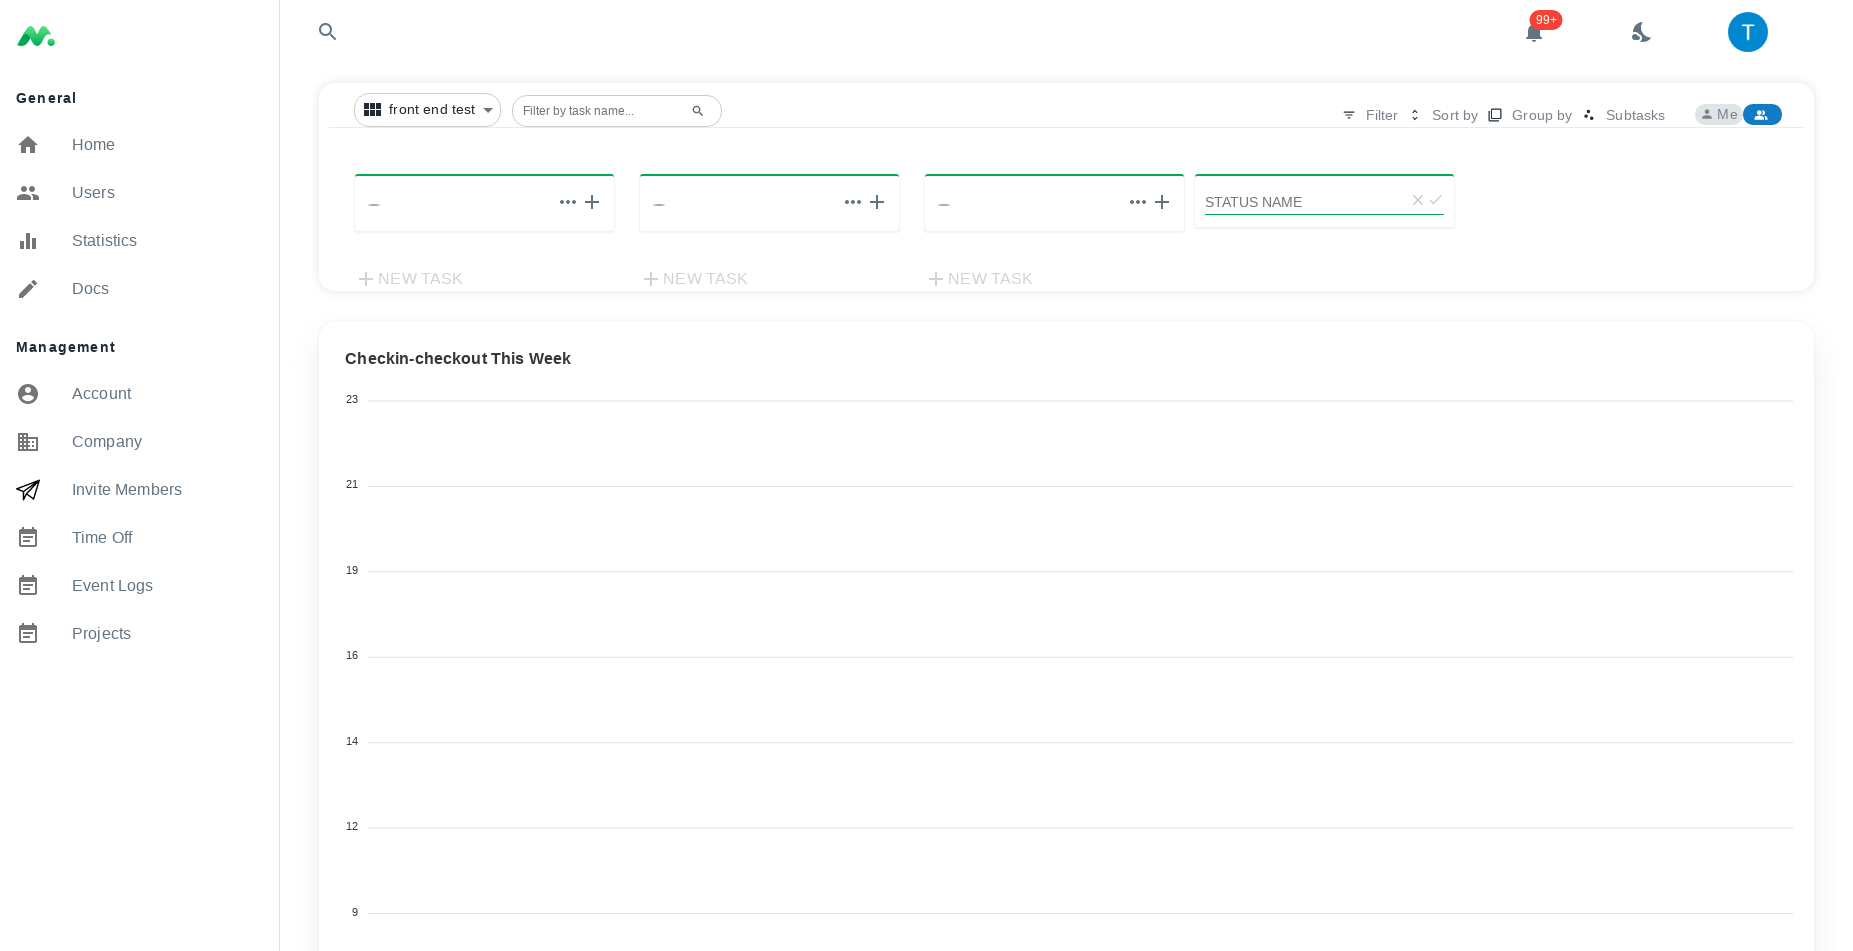 99+
T
General
Home
Users
Statistics
Docs
Management
Account
Company
Invite Members
Time Off
Event Logs
Projects
front end test
Filter by task name...
Filter
Sort by
Group by
Subtasks
Me
STATUS NAME
NEW TASK
NEW TASK
NEW TASK
Checkin-checkout This Week
23
21
19
16
14
12
9